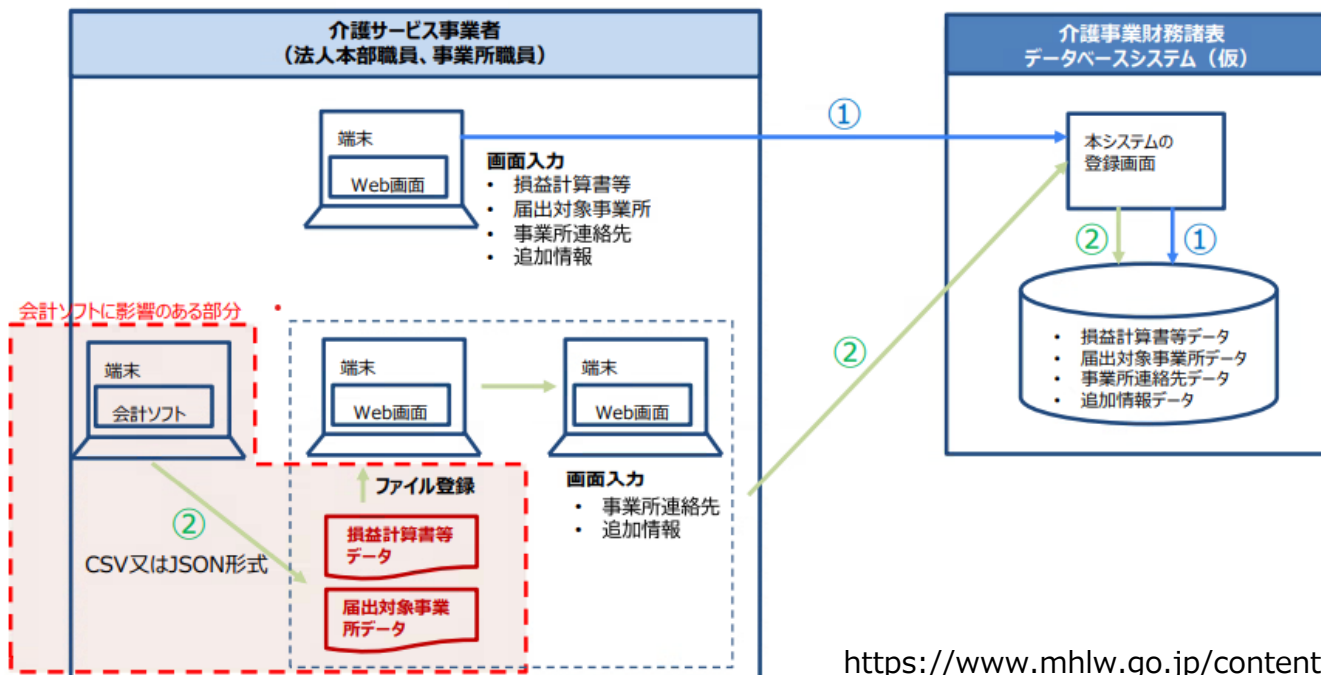 介護サービス事業者
（法人本部職員、事業所職員）
介護事業財務諸表
データベースシステム（仮）
①
端末
Web画面
画面入力
• 損益計算書等
• 届出対象事業所
• 事業所連絡先
• 追加情報
本システムの
登録画面
②
①
会計ソフトに影響のある部分
•
端末
会計ソフト
端末
Web画面
端末
Web画面
②
• 損益計算書等データ
• 届出対象事業所データ
• 事業所連絡先データ
• 追加情報データ
ファイル登録
画面入力
• 事業所連絡先
• 追加情報
②
CSV又はJSON形式
損益計算書等
データ
届出対象事業
所データ
https://www.mhlw.go.jp/content